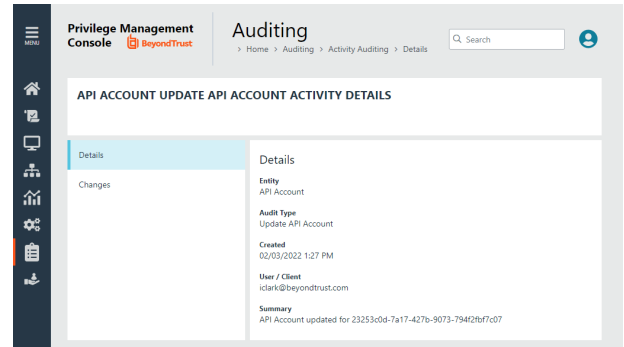 MENU
Privilege Management
Console BeyondTrust
Auditing
> Home > Auditing > Activity Auditing > Details
Search
API ACCOUNT UPDATE API ACCOUNT ACTIVITY DETAILS
Details
Changes
Details
Entity
API Account
Audit Type
Update API Account
Created
02/03/2022 1:27 PM
User / Client
iclark@beyondtrust.com
Summary
API Account updated for 23253c0d-7a17-427b-9073-794f2fbf7c07